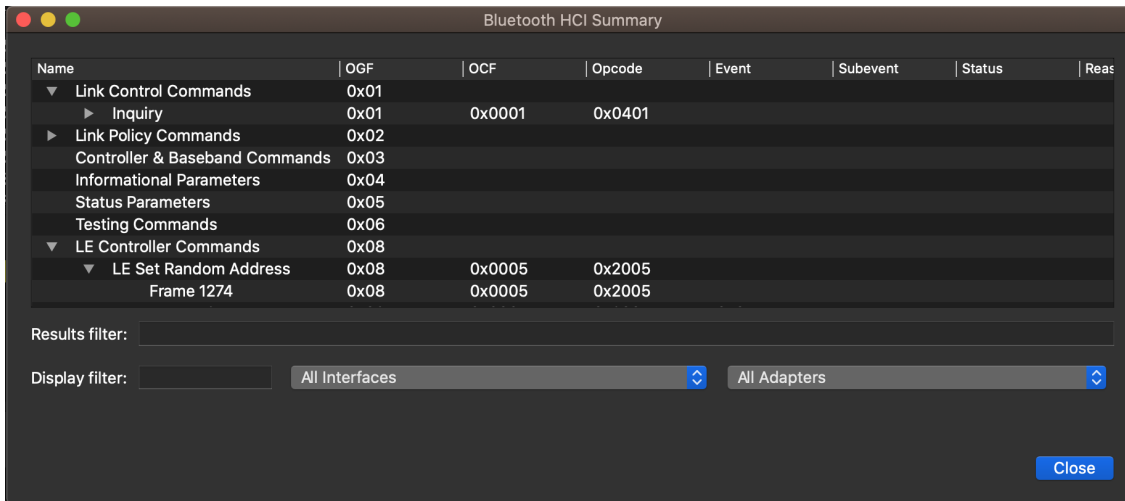 Bluetooth HCI Summary
Name OGF OCF Opcode Event Subevent Status Reas
Link Control Commands 0x01
Inquiry 0x01 0x0001 0x0401
Link Policy Commands 0x02
Controller & Baseband Commands 0x03
Informational Parameters 0x04
Status Parameters 0x05
Testing Commands 0x06
LE Controller Commands 0x08
LE Set Random Address 0x08 0x0005 0x2005
Frame 1274 0x08 0x0005 0x2005
Results filter:
Display filter: All Interfaces All Adapters
Close